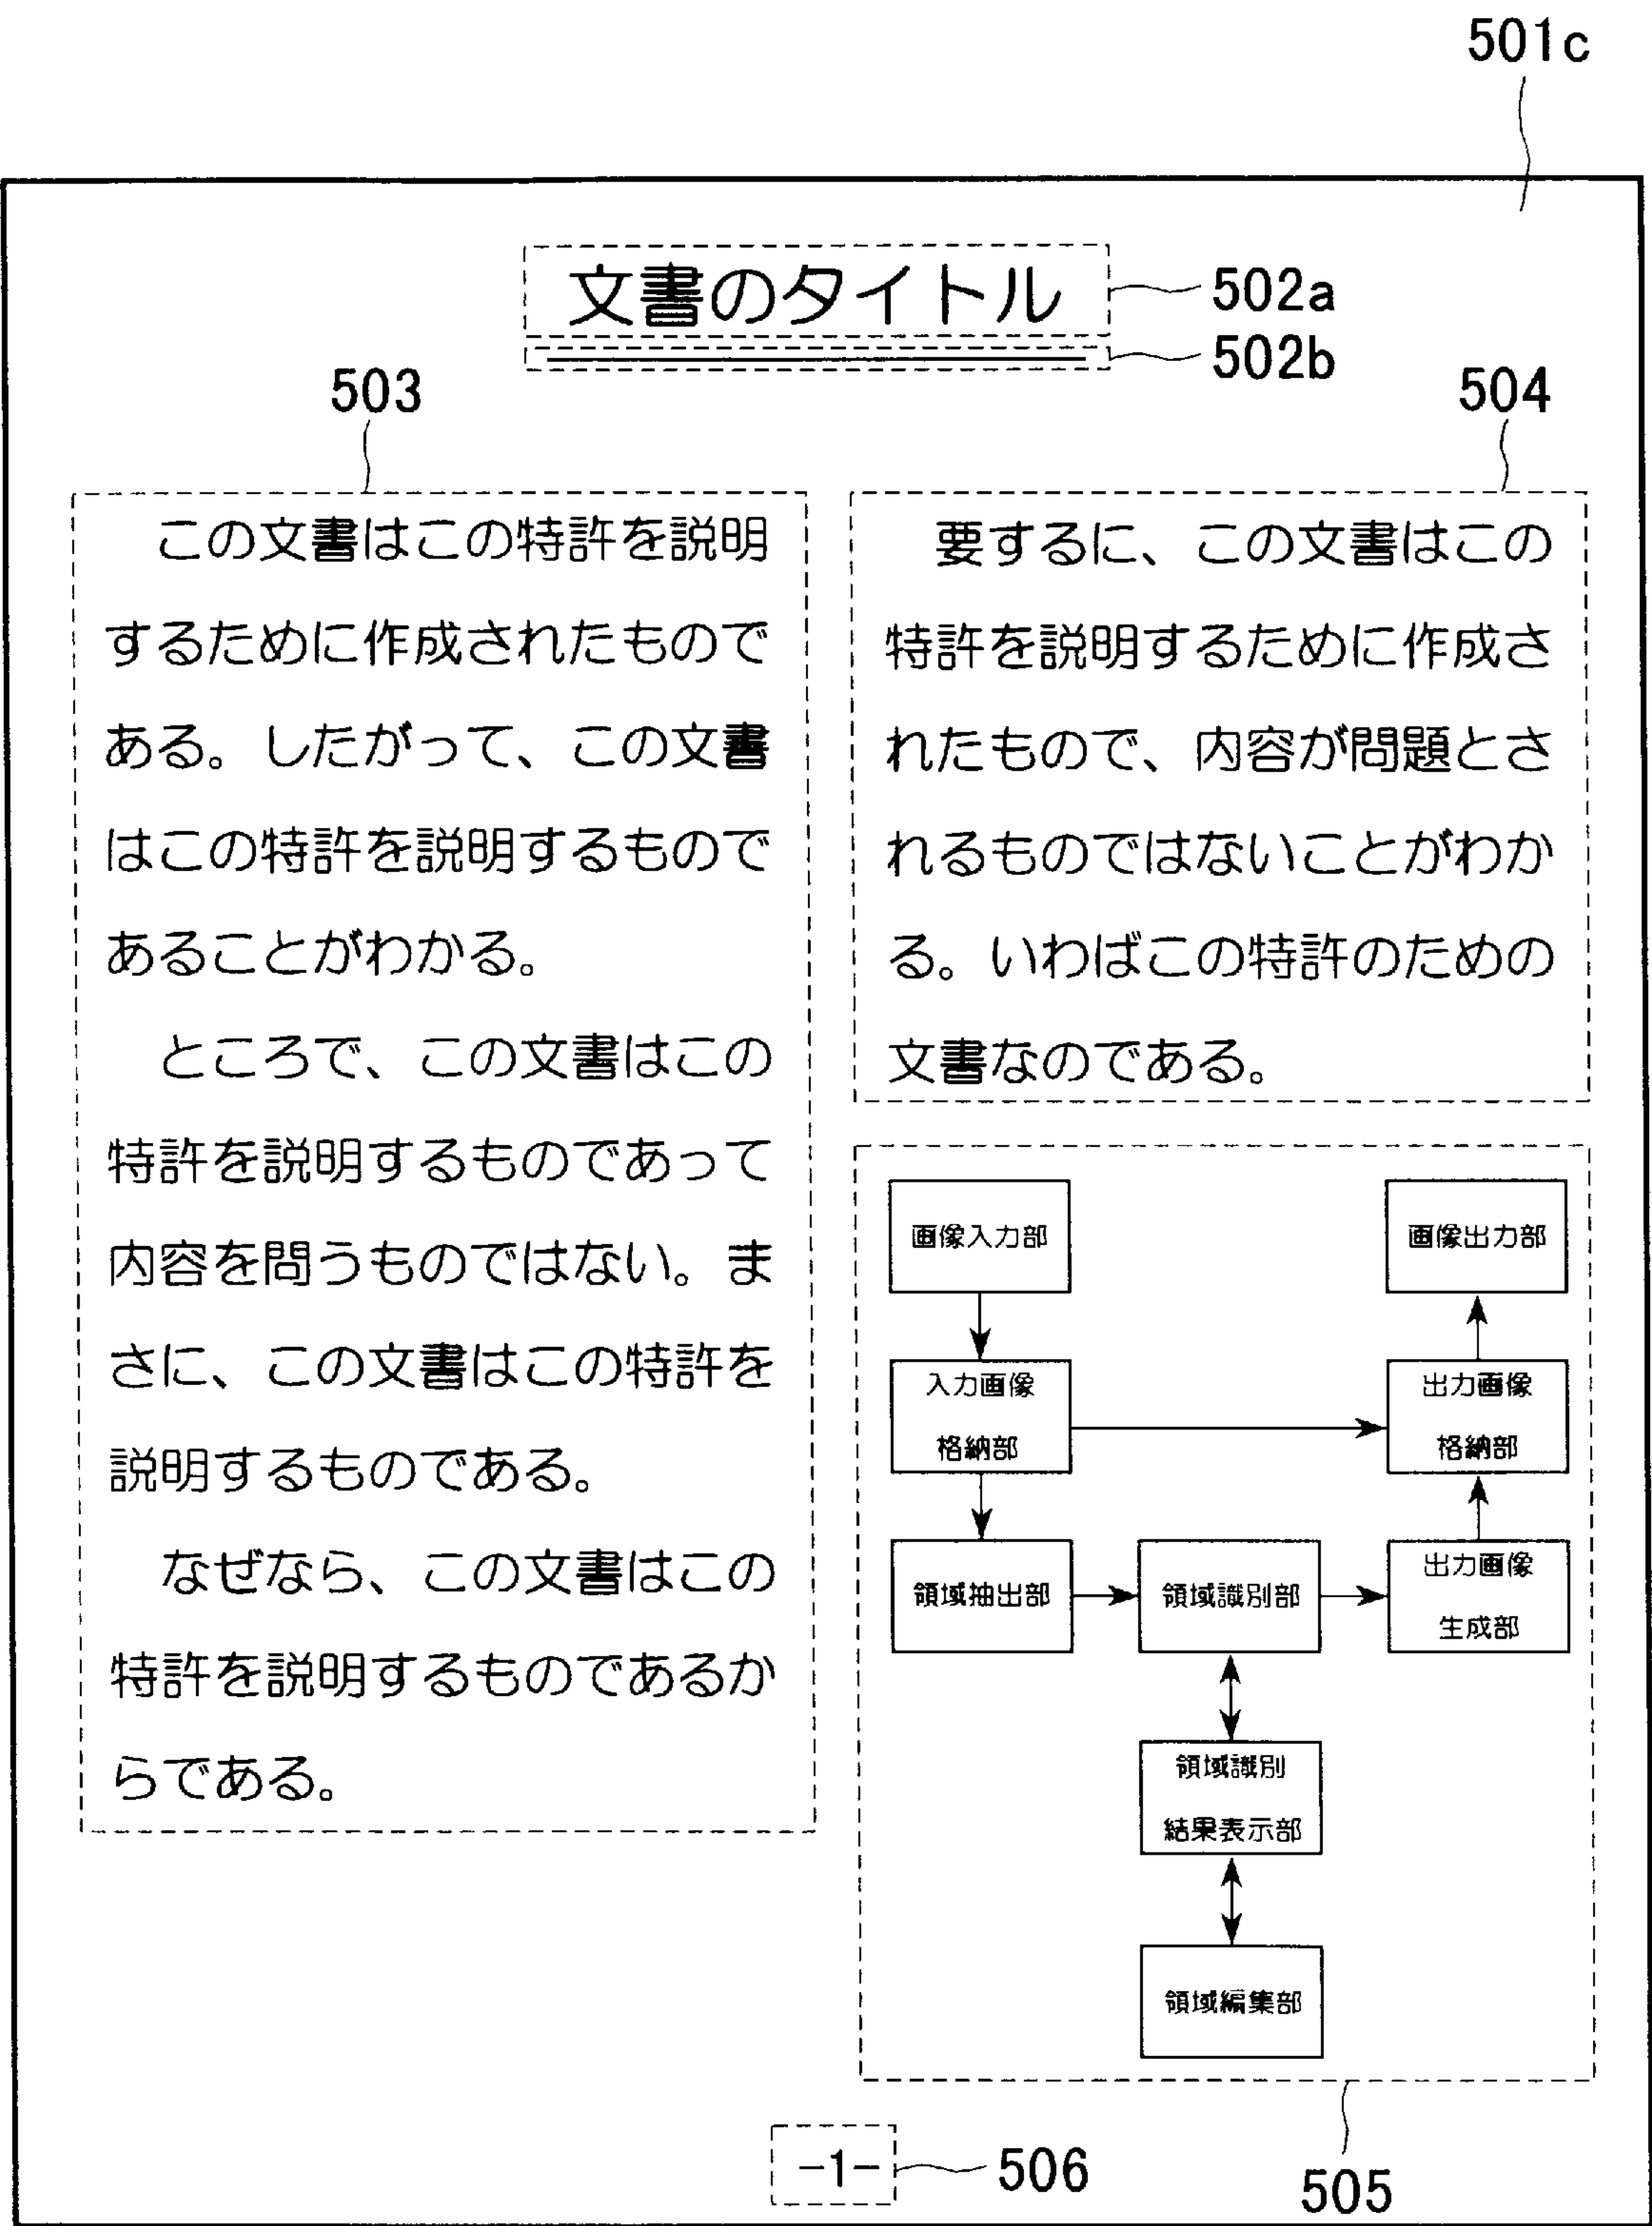 501c
文書のタイトル
502a
502b
503
この文書はこの特許を説明
するために作成されたもので
ある。したがって、この文書
はこの特許を説明するもので
あることがわかる。
ところで、この文書はこの
特許を説明するものであって
内容を問うものではない。ま
さに、この文書はこの特許を
説明するものである。
なぜなら、この文書はこの
特許を説明するものであるか
らである。
504
要するに、この文書はこの
特許を説明するために作成さ
れたもので、内容が問題とさ
れるものではないことがわか
る。いわばこの特許のための
文書なのである。
画像入力部
画像出力部
入力画像
格納部
出力画像
格納部
領域抽出部
領域識別部
出力画像
生成部
領域識別
結果表示部
領域編集部
505
-1-
506